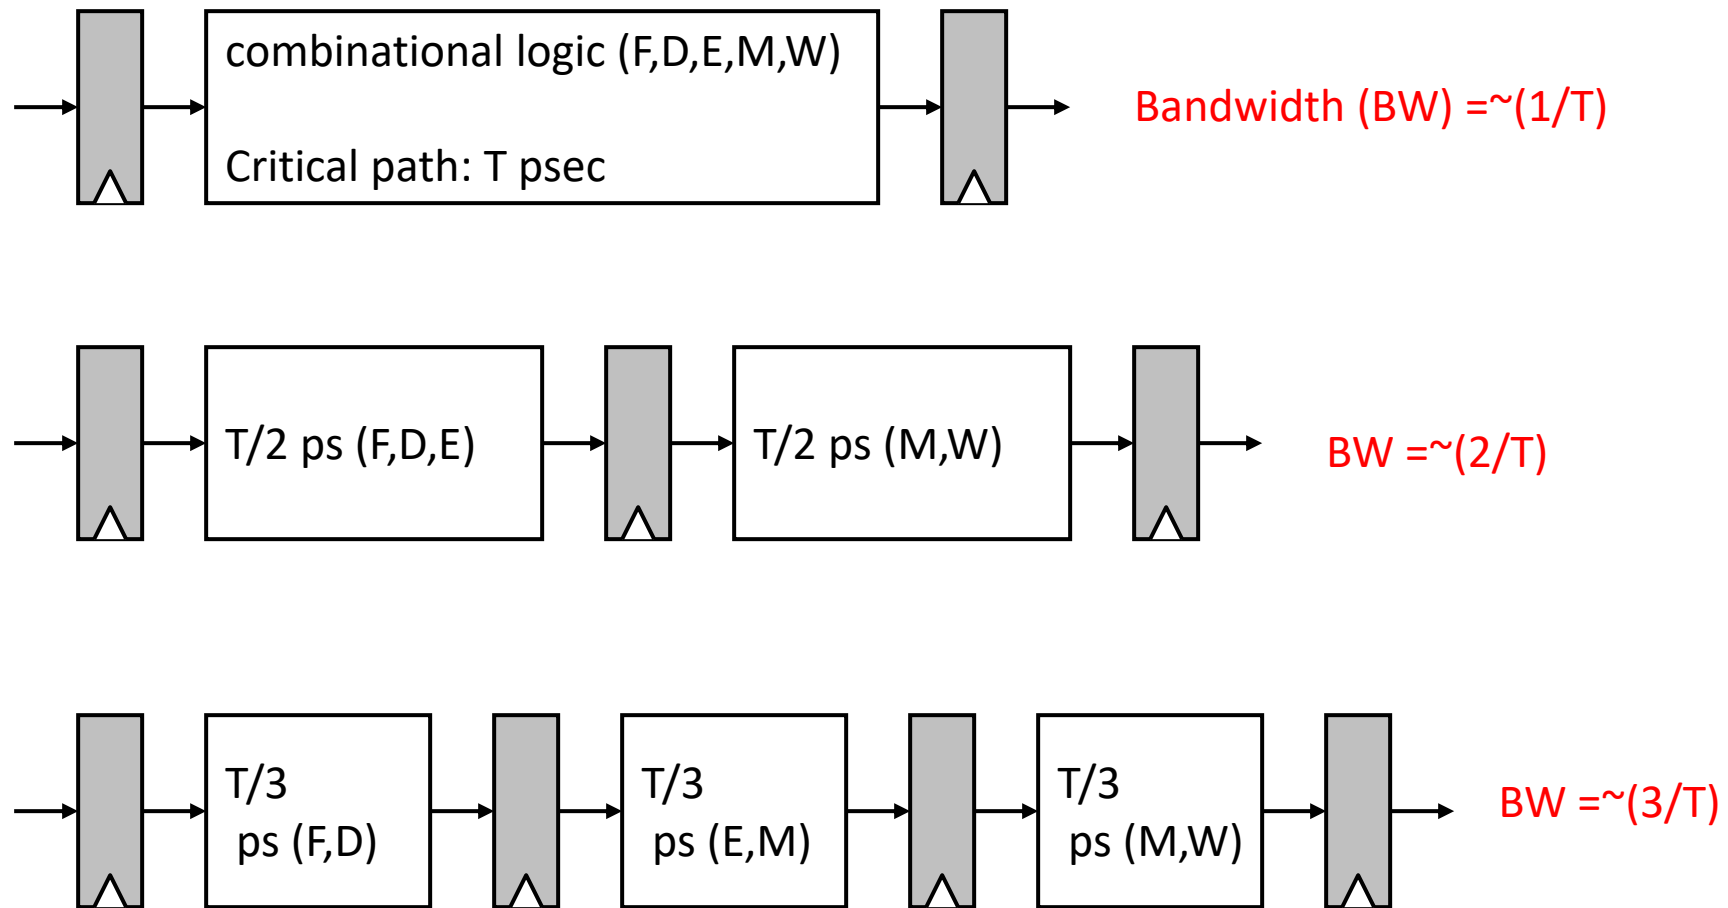 combinational logic (F,D,E,M,W)
Critical path: T psec
Bandwidth (BW) =~(1/T)
T/2 ps (F,D,E)
T/2 ps (M,W)
BW =~(2/T)
T/3
ps (F,D)
T/3
ps (E,M)
T/3
ps (M,W)
BW =~(3/T)